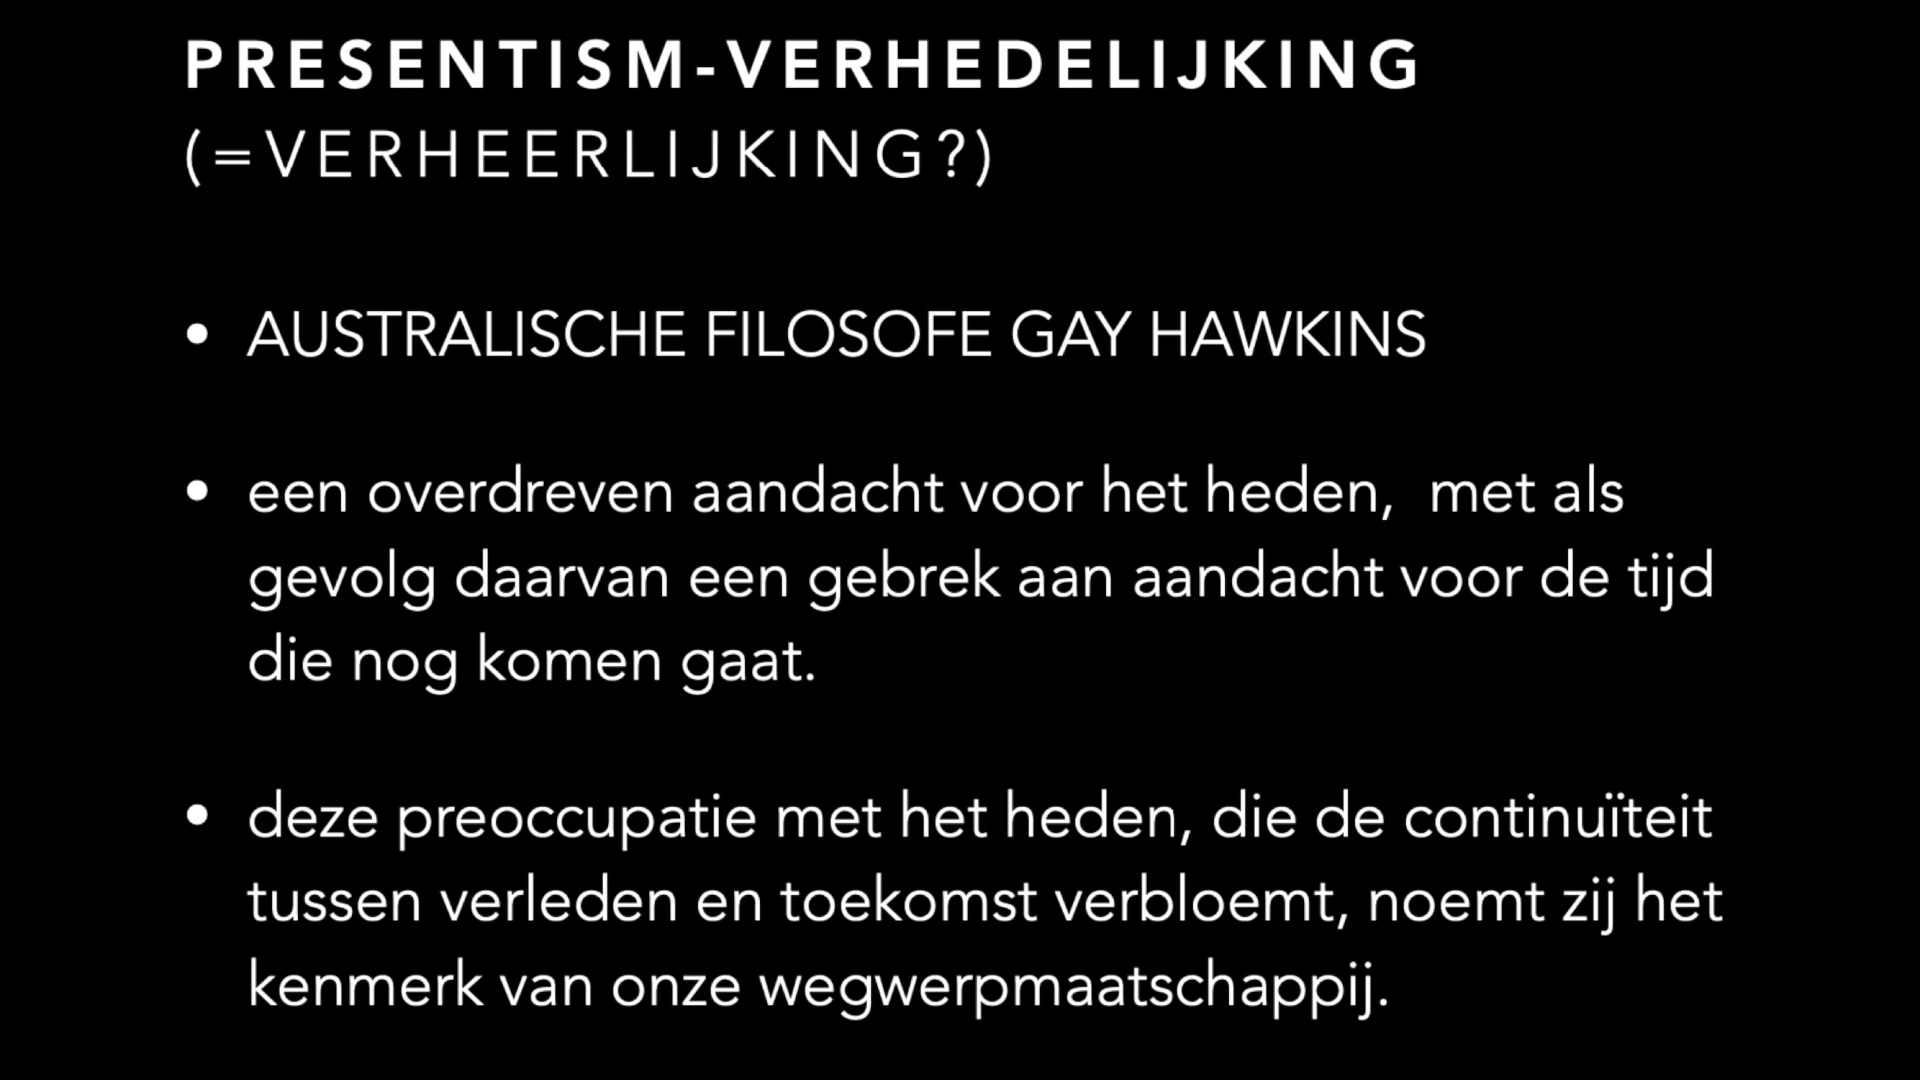 PRESENTISM-VERHEDELIJKING
(=VERHEERLIJKING?)
• AUSTRALISCHE FILOSOFE GAY HAWKINS
• een overdreven aandacht voor het heden,  met als
gevolg daarvan een gebrek aan aandacht voor de tijd
die nog komen gaat.
• deze preoccupatie met het heden, die de continuïteit
tussen verleden en toekomst verbloemt, noemt zij het
kenmerk van onze wegwerpmaatschappij.